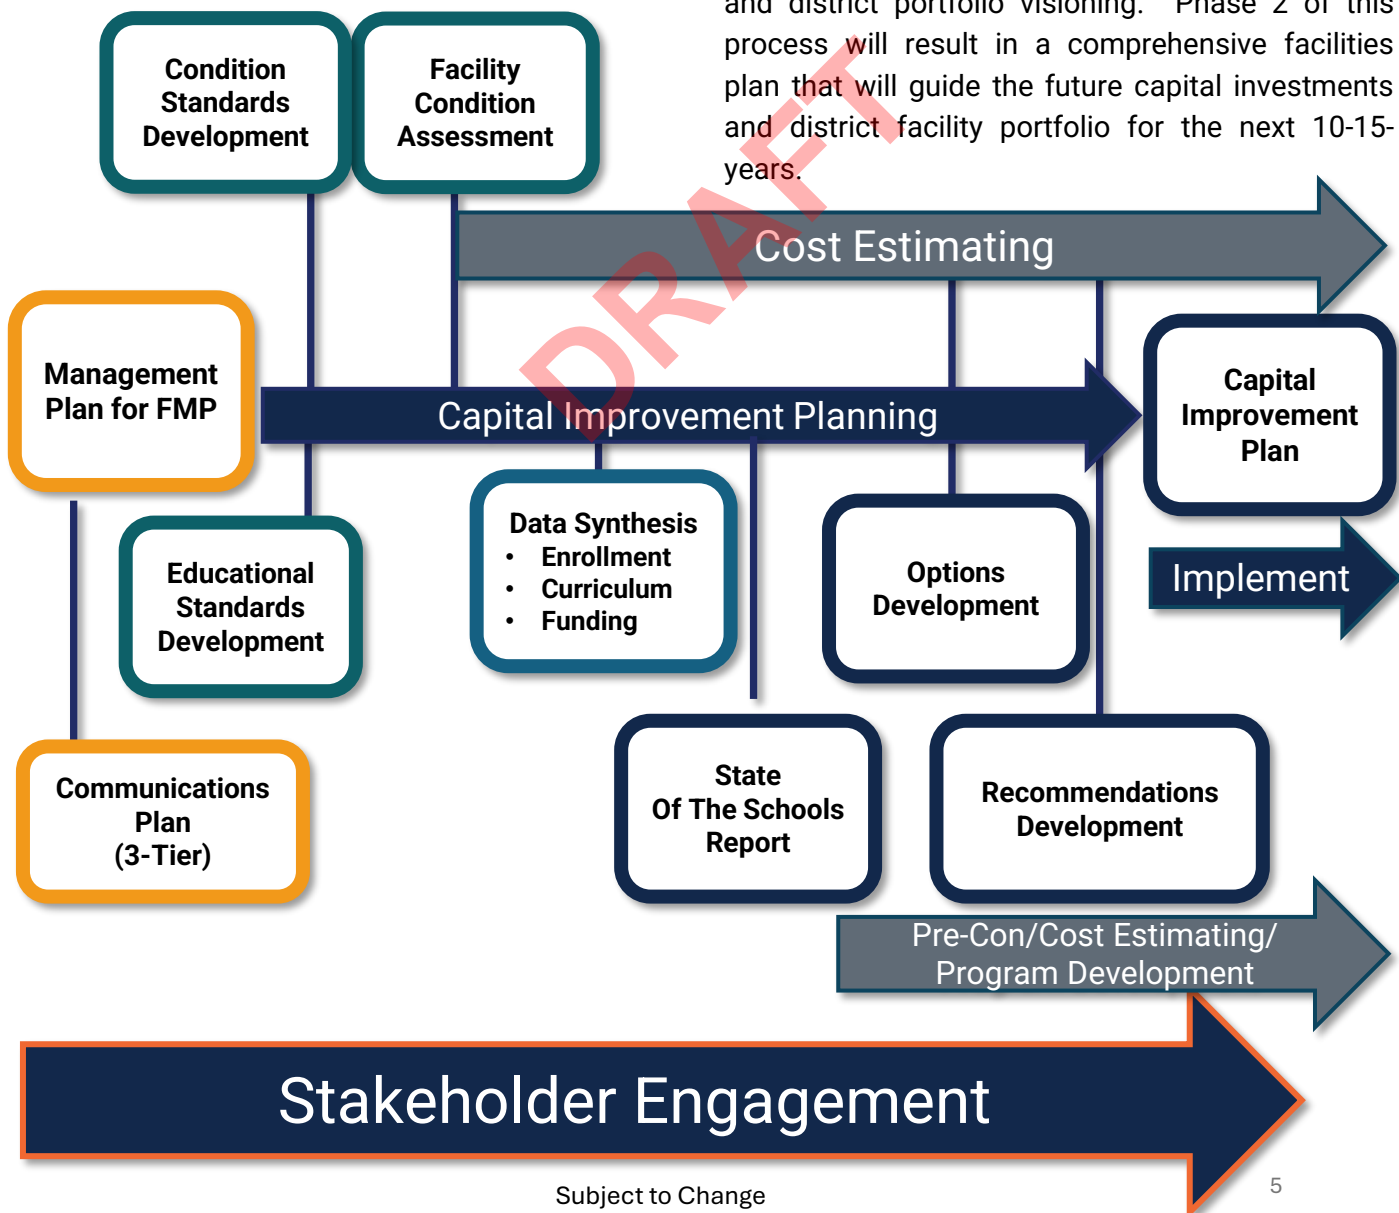 and district portfolio visioning. Phase 2 of this
process will result in a comprehensive facilities
plan that will guide the future capital investments
and district facility portfolio for the next 10-15-
years.
Condition
Standards
Development
Facility
Condition
Assessment
DRAFT
Cost Estimating
Management
Plan for FMP
Capital Improvement Planning
Capital
Improvement
Plan
Educational
Standards
Development
Data Synthesis
• Enrollment
• Curriculum
• Funding
Options
Development
Implement
Communications
Plan
(3-Tier)
State
Of The Schools
Report
Recommendations
Development
Pre-Con/Cost Estimating/
Program Development
Stakeholder Engagement
Subject to Change
5